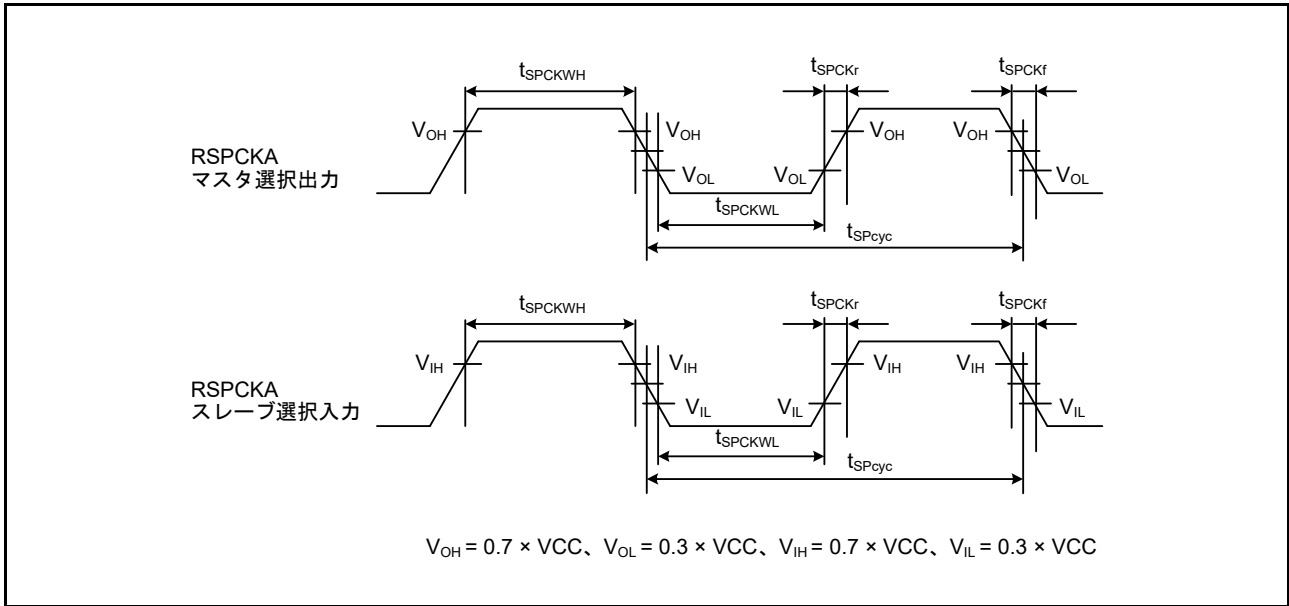 tSPCKWH
tSPCKr
tSPCKf
VOH
VOH
VOH
VOH
RSPCKA
マスタ選択出力
VOL
VOL
VOL
tSPCKWL
tSPcyc
tSPCKWH
tSPCKr
tSPCKf
VIH
VIH
VIH
VIH
RSPCKA
スレーブ選択入力
VIL
VIL
VIL
tSPCKWL
tSPcyc
VOH = 0.7 × VCC、VOL = 0.3 × VCC、VIH = 0.7 × VCC、VIL = 0.3 × VCC